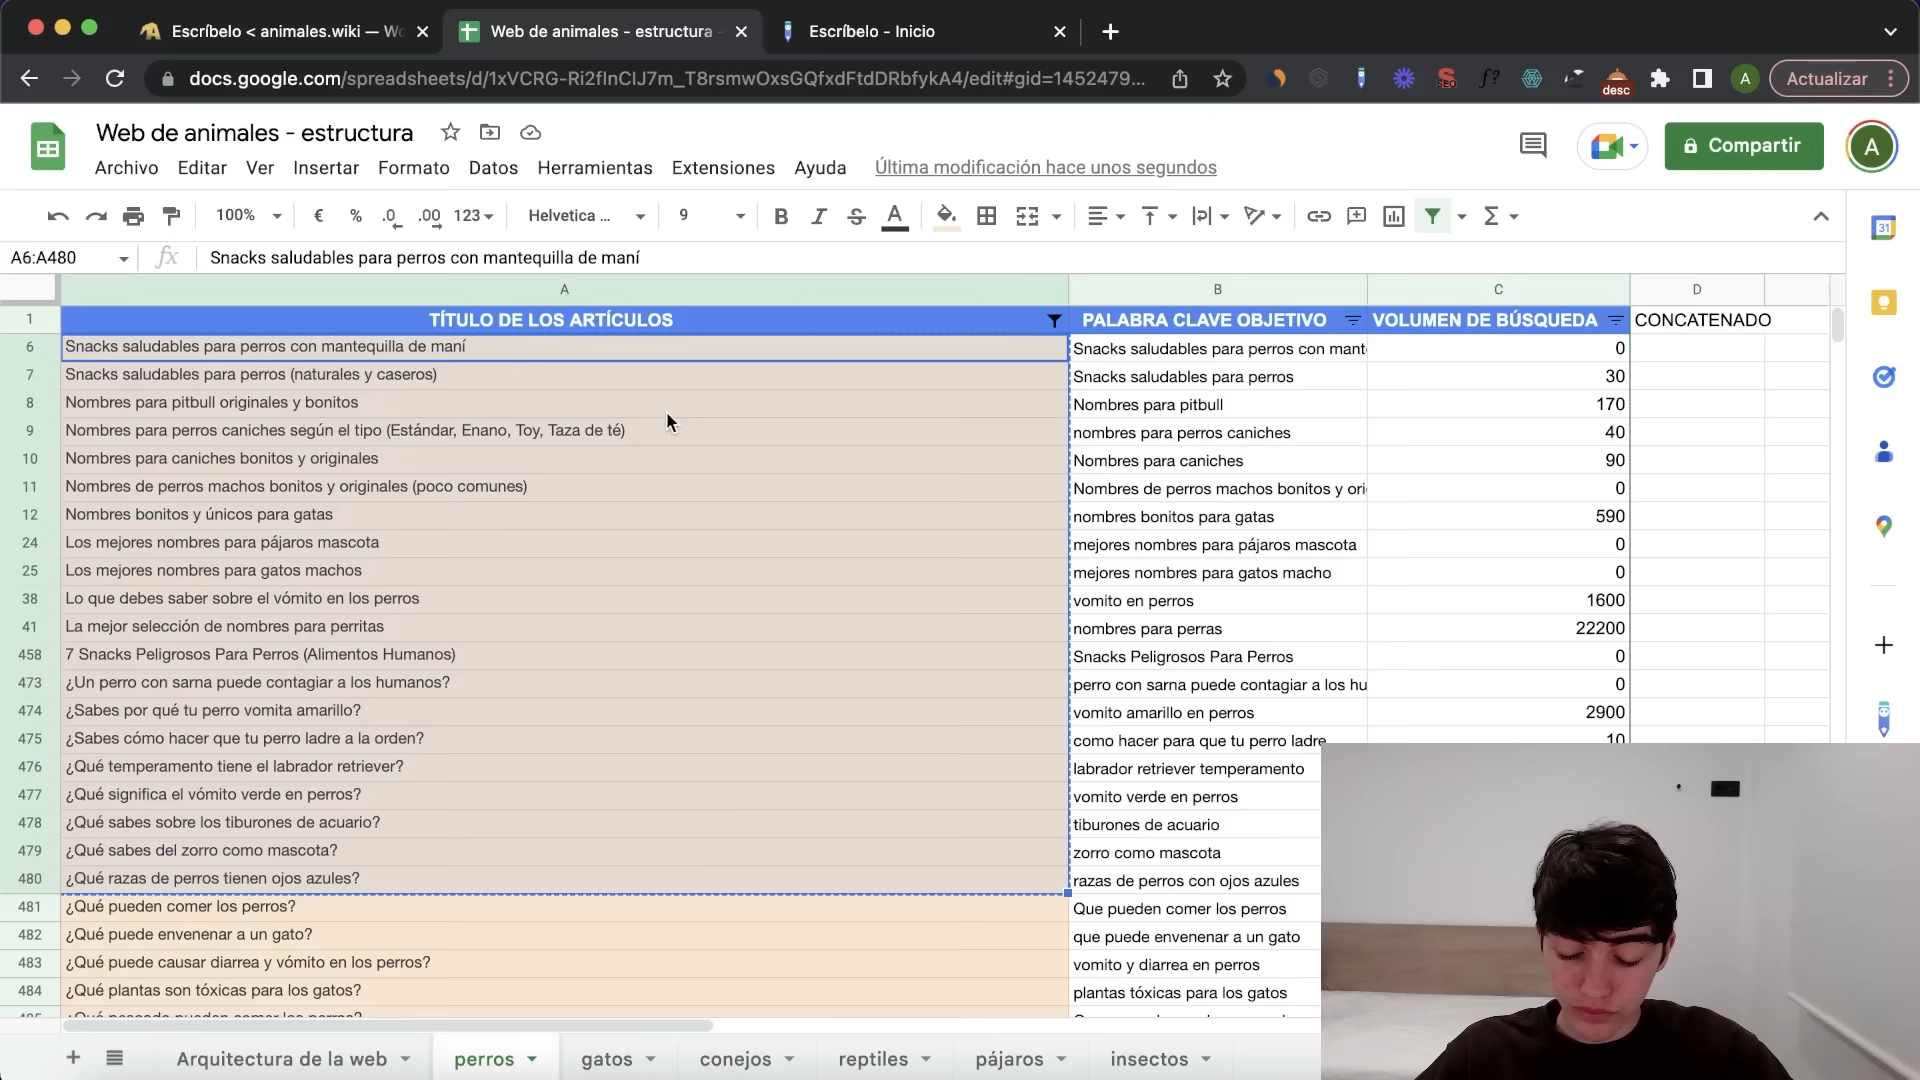 Escríbelo < animales.wiki — Wo
Web de animales - estructura -
Escríbelo - Inicio
docs.google.com/spreadsheets/d/1xVCRG-Ri2fInCIJ7m_T8rsmwOxsGQfxdFtdDRbfykA4/edit#gid=1452479...
SEO
f?
desc
A
Actualizar
Web de animales - estructura
Compartir
A
Archivo Editar Ver Insertar Formato Datos Herramientas Extensiones Ayuda Última modificación hace unos segundos
100% € % .0 .00 123 Helvetica ... 9 B I S A Σ
31
A6:A480 fx Snacks saludables para perros con mantequilla de maní
A B C D
1 TÍTULO DE LOS ARTÍCULOS PALABRA CLAVE OBJETIVO VOLUMEN DE BÚSQUEDA CONCATENADO
6 Snacks saludables para perros con mantequilla de maní Snacks saludables para perros con mant 0
7 Snacks saludables para perros (naturales y caseros) Snacks saludables para perros 30
8 Nombres para pitbull originales y bonitos Nombres para pitbull 170
9 Nombres para perros caniches según el tipo (Estándar, Enano, Toy, Taza de té) nombres para perros caniches 40
10 Nombres para caniches bonitos y originales Nombres para caniches 90
11 Nombres de perros machos bonitos y originales (poco comunes) Nombres de perros machos bonitos y ori 0
12 Nombres bonitos y únicos para gatas nombres bonitos para gatas 590
24 Los mejores nombres para pájaros mascota mejores nombres para pájaros mascota 0
25 Los mejores nombres para gatos machos mejores nombres para gatos macho 0
38 Lo que debes saber sobre el vómito en los perros vomito en perros 1600
41 La mejor selección de nombres para perritas nombres para perras 22200
458 7 Snacks Peligrosos Para Perros (Alimentos Humanos) Snacks Peligrosos Para Perros 0
473 ¿Un perro con sarna puede contagiar a los humanos? perro con sarna puede contagiar a los hu 0
474 ¿Sabes por qué tu perro vomita amarillo? vomito amarillo en perros 2900
475 ¿Sabes cómo hacer que tu perro ladre a la orden? como hacer para que tu perro ladre 10
476 ¿Qué temperamento tiene el labrador retriever? labrador retriever temperamento
477 ¿Qué significa el vómito verde en perros? vomito verde en perros
478 ¿Qué sabes sobre los tiburones de acuario? tiburones de acuario
479 ¿Qué sabes del zorro como mascota? zorro como mascota
480 ¿Qué razas de perros tienen ojos azules? razas de perros con ojos azules
481 ¿Qué pueden comer los perros? Que pueden comer los perros
482 ¿Qué puede envenenar a un gato? que puede envenenar a un gato
483 ¿Qué puede causar diarrea y vómito en los perros? vomito y diarrea en perros
484 ¿Qué plantas son tóxicas para los gatos? plantas tóxicas para los gatos
Arquitectura de la web perros gatos conejos reptiles pájaros insectos